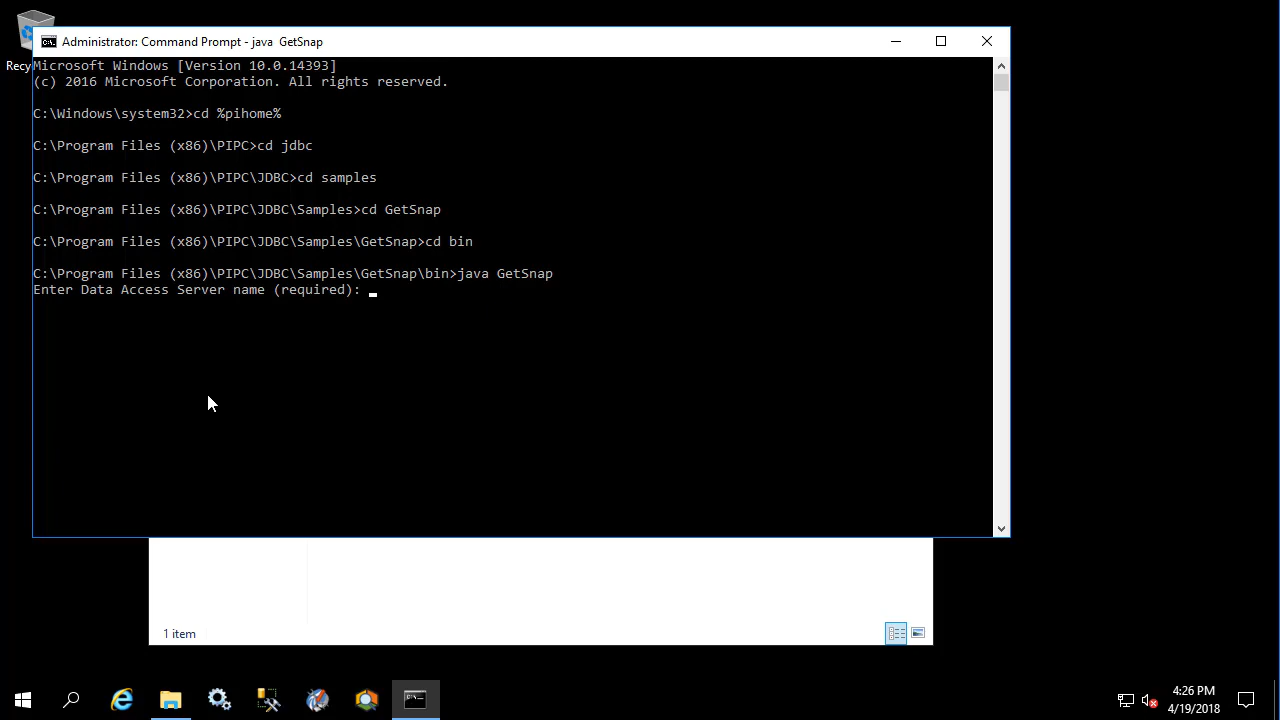 Administrator: Command Prompt - java  GetSnap
Recy
Microsoft Windows [Version 10.0.14393]
(c) 2016 Microsoft Corporation. All rights reserved.
C:\Windows\system32>cd %pihome%
C:\Program Files (x86)\PIPC>cd jdbc
C:\Program Files (x86)\PIPC\JDBC>cd samples
C:\Program Files (x86)\PIPC\JDBC\Samples>cd GetSnap
C:\Program Files (x86)\PIPC\JDBC\Samples\GetSnap>cd bin
C:\Program Files (x86)\PIPC\JDBC\Samples\GetSnap\bin>java GetSnap
Enter Data Access Server name (required): _
1 item
4:26 PM
4/19/2018